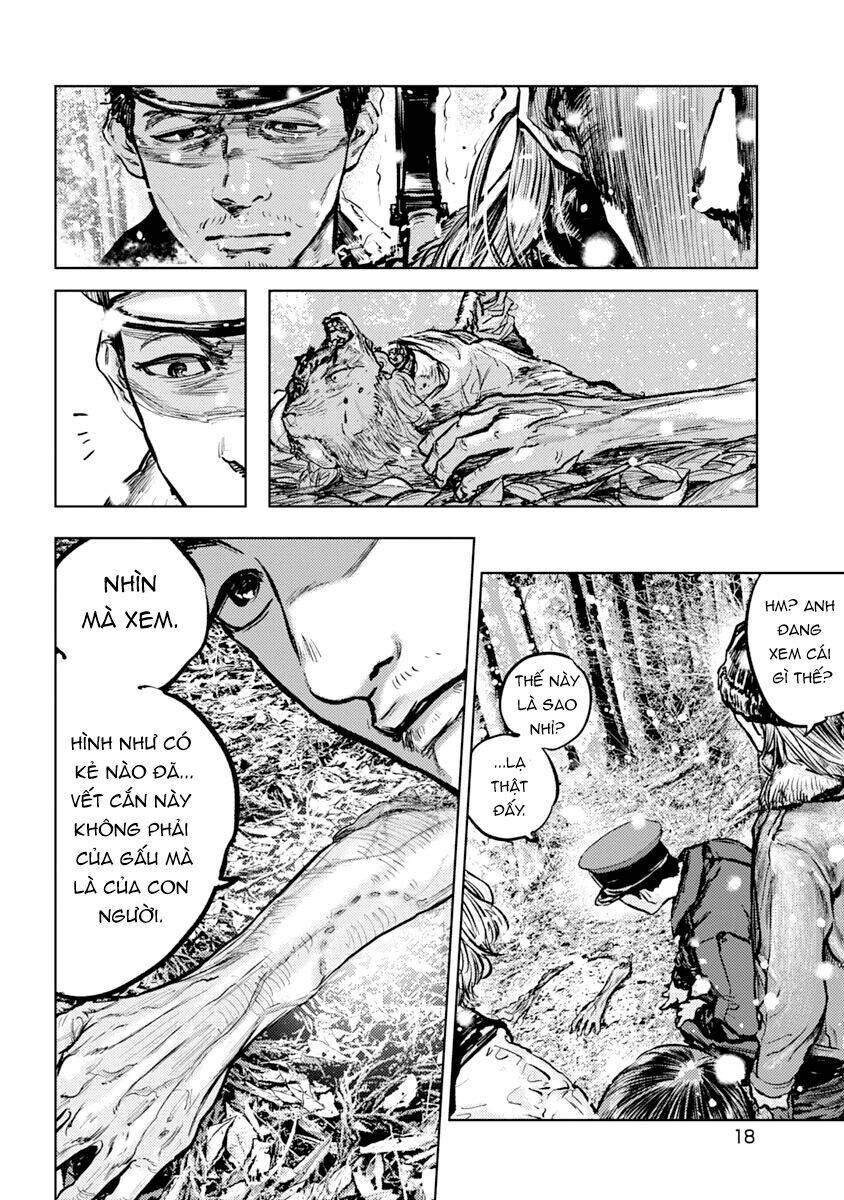 HM? ANH
ĐANG
XEM CÁI
GÌ THẾ?
THẾ NÀY
LÀ SAO
NHỈ?
...LẠ
THẬT
ĐẤY.
NHÌN
MÀ XEM.
HÌNH NHƯ CÓ
KẺ NÀO ĐÃ...
VẾT CẮN NÀY
KHÔNG PHẢI
CỦA GẤU MÀ
LÀ CỦA CON
NGƯỜI.
18